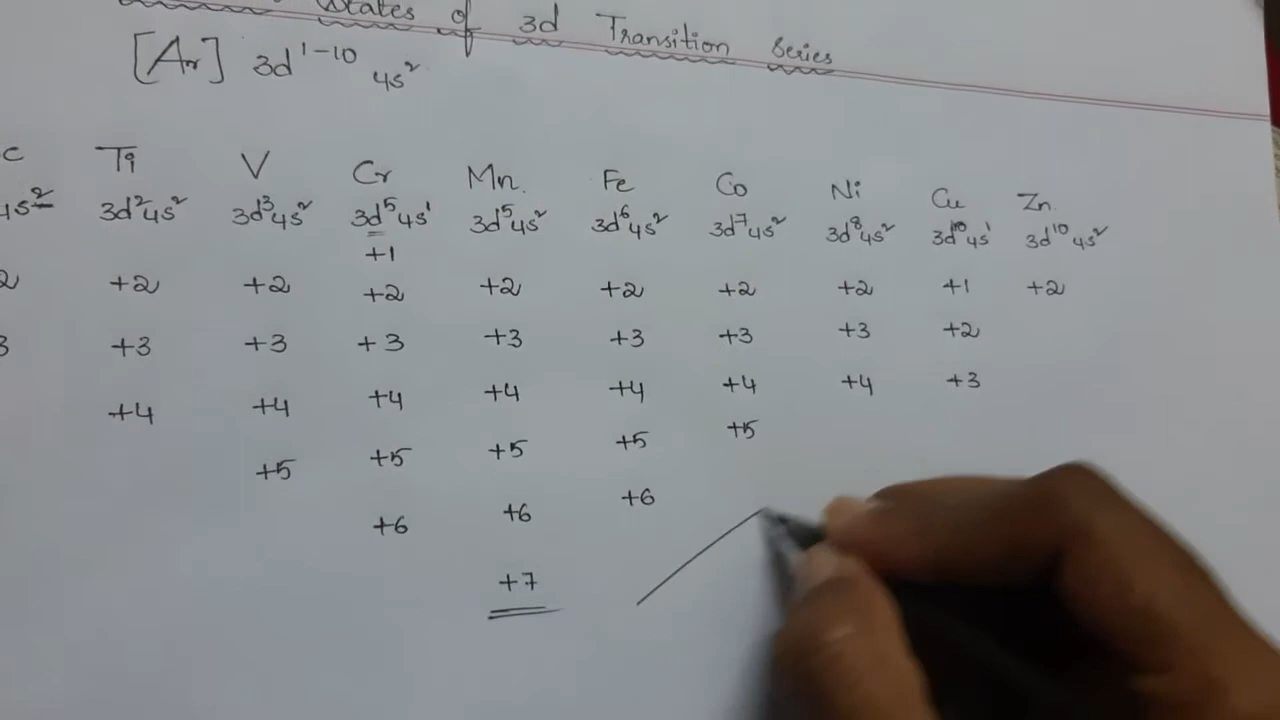 States of 3d Transition Series
[Ar] 3d¹⁻¹⁰ 4s²
c Ti V Cr Mn. Fe Co Ni Cu Zn.
4s² 3d²4s² 3d³4s² 3d⁵4s¹ 3d⁵4s² 3d⁶4s² 3d⁷4s² 3d⁸4s² 3d¹⁰4s¹ 3d¹⁰4s²
+1
2 +2 +2 +2 +2 +2 +2 +2 +1 +2
3 +3 +3 +3 +3 +3 +3 +3 +2
+4 +4 +4 +4 +4 +4 +4 +3
+5 +5 +5 +5 +5
+6 +6 +6
+7